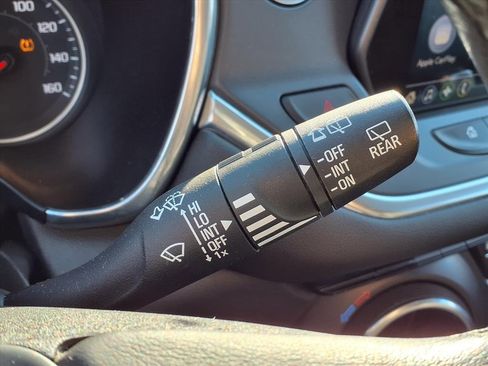 100
120
140
160
Apple CarPlay
OFF
INT
ON
REAR
HI
LO
INT
OFF
1x